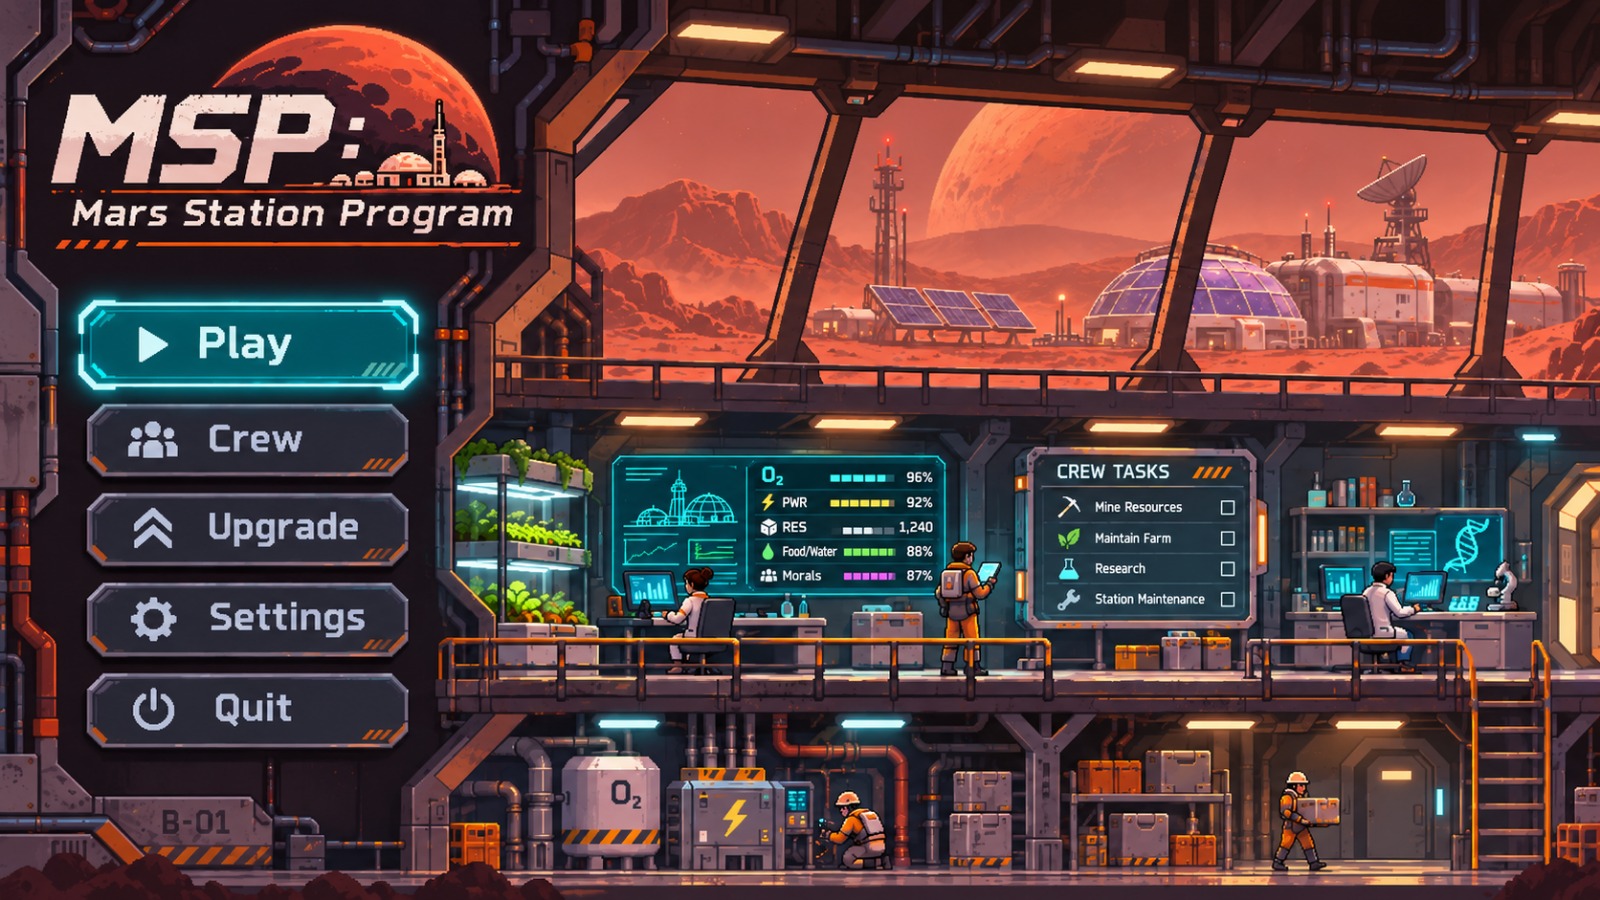 MSP:
Mars Station Program
Play
Crew
Upgrade
Settings
Quit
B-01
O₂ 96%
PWR 92%
RES 1,240
Food/Water 88%
Morals 87%
CREW TASKS
Mine Resources
Maintain Farm
Research
Station Maintenance
O₂